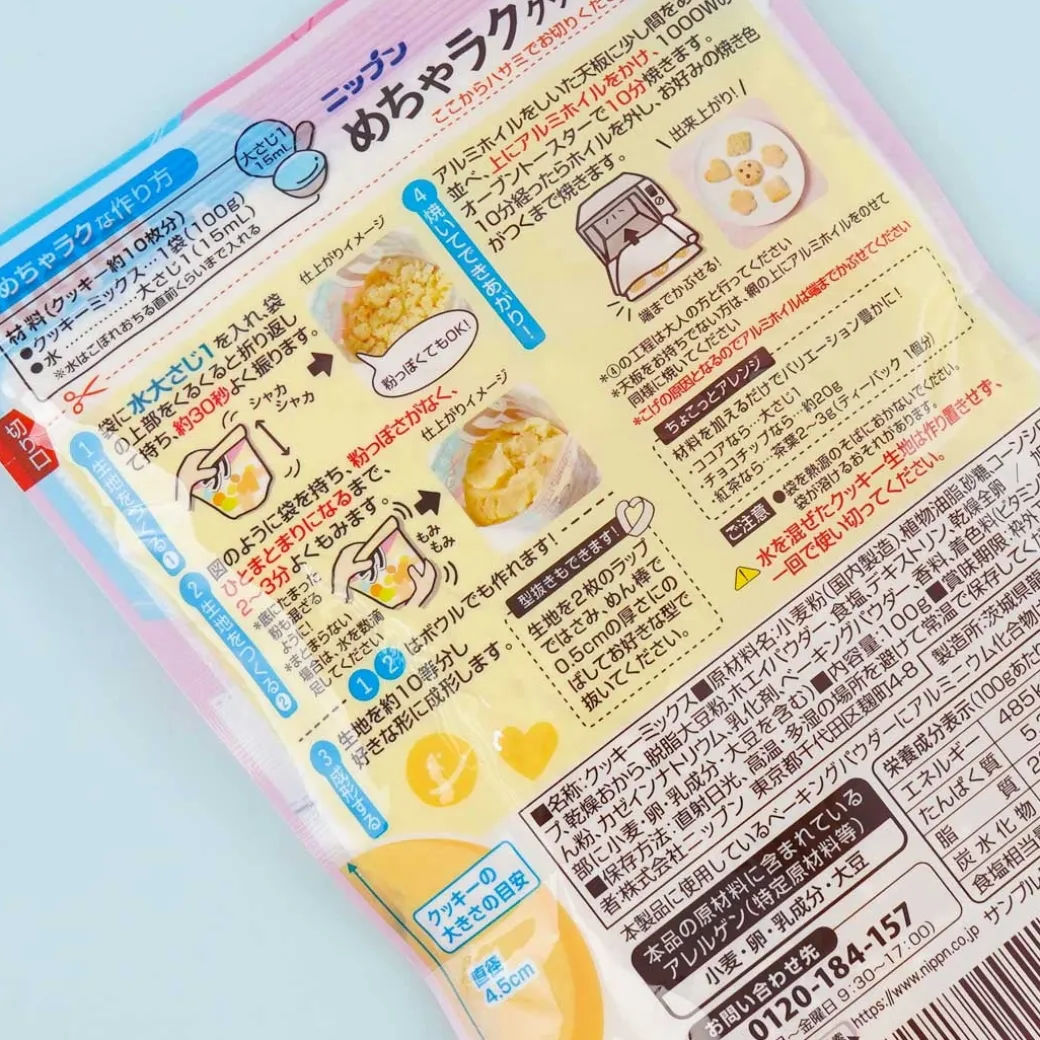 ニップン
めちゃラク
ここからハサミでお切りください
めちゃラクな作り方
大さじ1
15mL
材料(クッキー約10枚分)
●クッキーミックス‥1袋(100g)
●水…………大さじ1(15mL)
※水はこぼれおちる直前くらいまで入れる
切り口
1 生地をつくる①
袋に水大さじ1を入れ、袋
の上部をくるくると折り返し
て持ち、約30秒よく振ります。
シャカ
シャカ
仕上がりイメージ
粉っぽくてもOK!
2 生地をつくる②
図のように袋を持ち、粉っぽさがなく、
ひとまとまりになるまで、
2~3分よくもみます。
*底にたまった
粉も混ざる
ように
*まとまらない
場合は、水を数滴
足してください
もみ
もみ
仕上がりイメージ
1 2 はボウルでも作れます!
3 成形する
生地を約10等分し
好きな形に成形します。
型抜きもできます!
生地を2枚のラップ
ではさみ、めん棒で
0.5cmの厚さにの
ばしてお好きな型で
抜いてください。
クッキーの
大きさの目安
直径
4.5cm
4 焼いてできあがり!
アルミホイルをしいた天板に少し間を
並べ、上にアルミホイルをかけ、1000Wの
オーブントースターで10分焼きます。
10分経ったらホイルを外し、お好みの焼き色
がつくまで焼きます。
出来上がり!
端までかぶせる!
*④の工程は大人の方と行ってください
*天板をお持ちでない方は、網の上にアルミホイルをのせて
同様に焼いてください
*こげの原因となるのでアルミホイルは端までかぶせてください
ちょこっとアレンジ
材料を加えるだけでバリエーション豊かに!
ココアなら…大さじ1
チョコチップなら…約20g
紅茶なら…茶葉2~3g(ティーバッグ1個分)
ご注意
●袋を熱源のそばにおかないでください。
袋が溶けるおそれがあります。
水を混ぜたクッキー生地は作り置きせず、
一回で使い切ってください。
■名称:クッキーミックス■原材料名:小麦粉(国内製造)、植物油脂、砂糖、コーンシロッ
プ、乾燥おから、脱脂大豆粉、ホエイパウダー、食塩、デキストリン、乾燥全卵
ん粉、カゼインナトリウム、乳化剤、ベーキングパウダー、香料、着色料(ビタミン
部に小麦・卵・乳成分・大豆を含む)■内容量:100g■賞味期限:枠外
■保存方法:直射日光、高温・多湿の場所を避けて常温で保存して
者:株式会社ニップン 東京都千代田区麹町4-8 製造所:茨城県
本製品に使用しているベーキングパウダーにアルミニウム化合物
本品の原材料に含まれている
アレルゲン(特定原材料等)
小麦・卵・乳成分・大豆
お問い合わせ先
0120-184-157
~金曜日 9:30~17:00)
https://www.nippn.co.jp
栄養成分表示(100gあた
エネルギー 485
たんぱく質 5.
脂質 2
炭水化物
食塩相当
サンプル